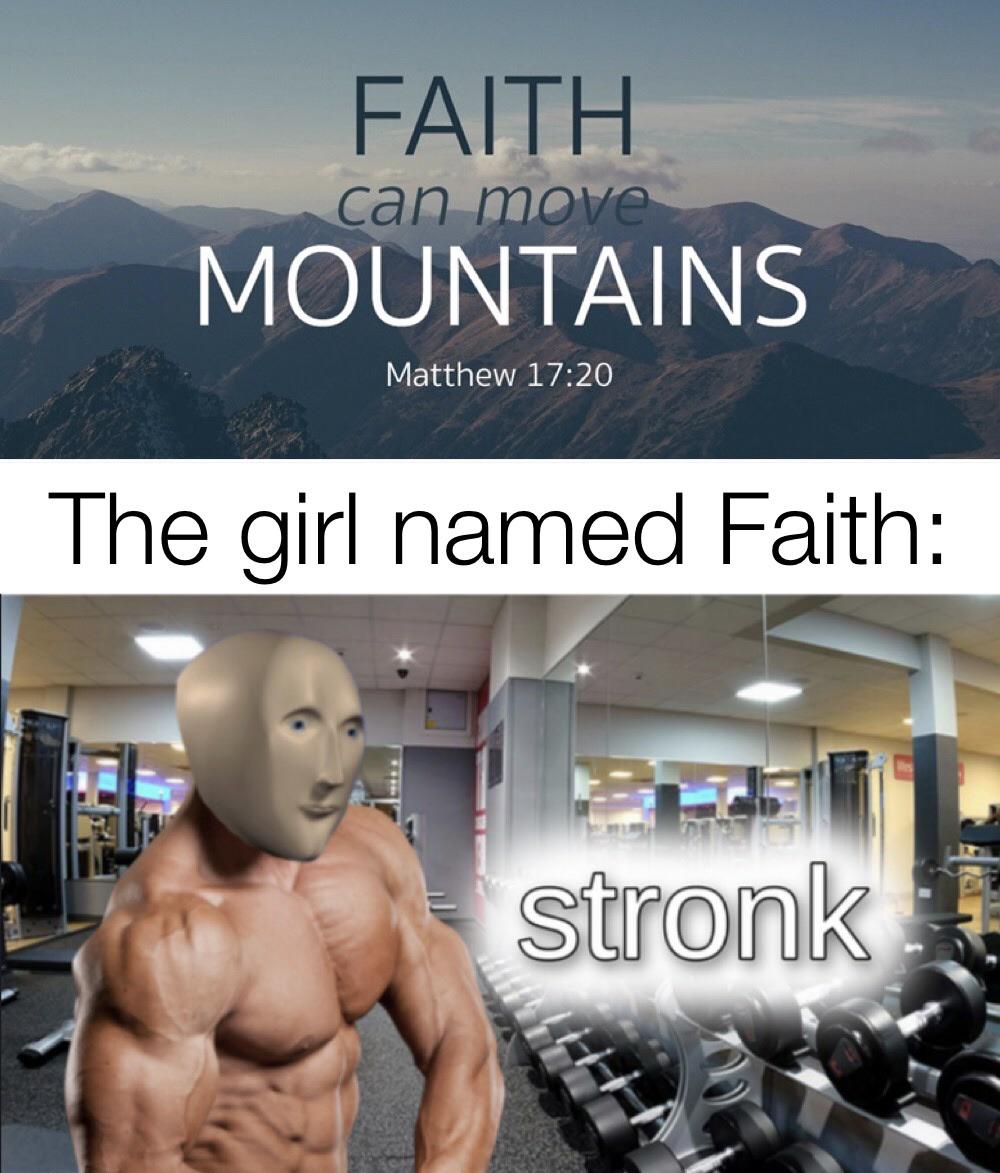 FAITH
can move
MOUNTAINS
Matthew 17:20
The girl named Faith:
stronk